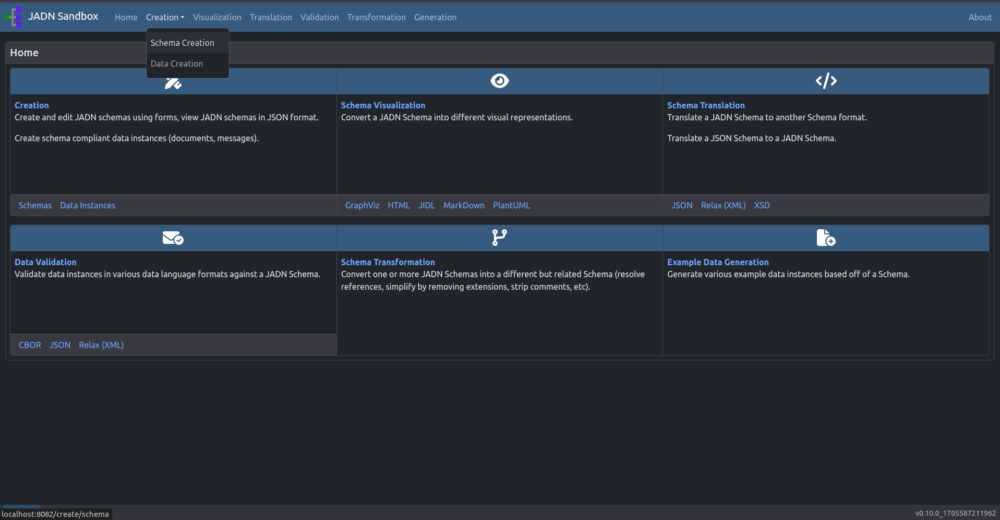 JADN Sandbox Home Creation Visualization Translation Validation Transformation Generation About
Schema Creation
Data Creation
Home
Creation
Create and edit JADN schemas using forms, view JADN schemas in JSON format.
Create schema compliant data instances (documents, messages).
Schemas Data Instances
Schema Visualization
Convert a JADN Schema into different visual representations.
GraphViz HTML JIDL MarkDown PlantUML
Schema Translation
Translate a JADN Schema to another Schema format.
Translate a JSON Schema to a JADN Schema.
JSON Relax (XML) XSD
Data Validation
Validate data instances in various data language formats against a JADN Schema.
CBOR JSON Relax (XML)
Schema Transformation
Convert one or more JADN Schemas into a different but related Schema (resolve
references, simplify by removing extensions, strip comments, etc).
Example Data Generation
Generate various example data instances based off of a Schema.
localhost:8082/create/schema
v0.10.0_1705587211962